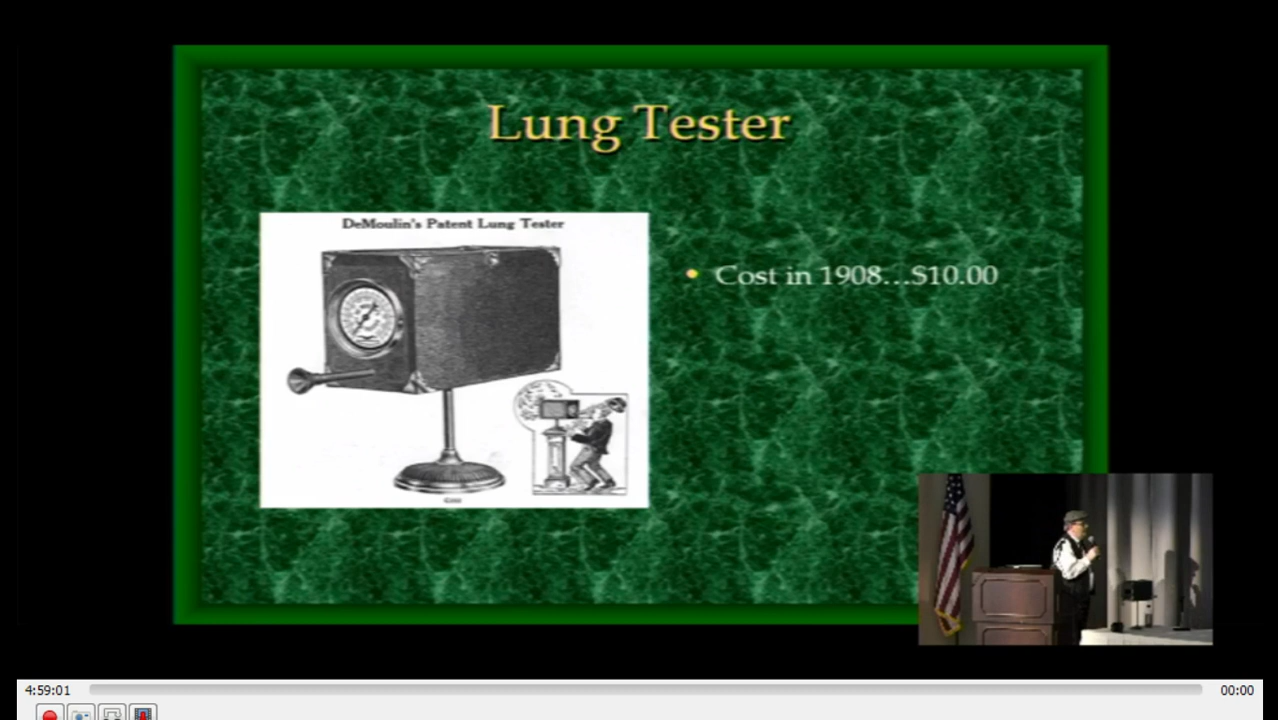 Lung Tester
DeMoulin's Patent Lung Tester
Cost in 1908...$10.00
4:59:01
00:00